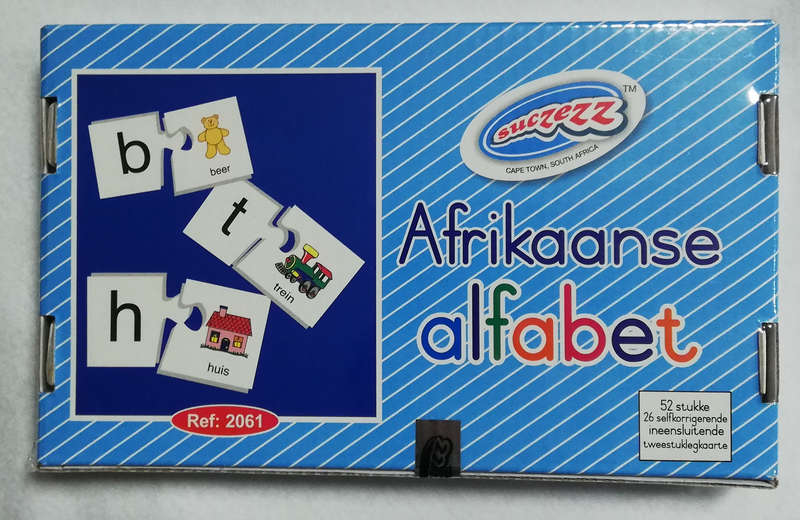 b
beer
t
trein
h
huis
Ref: 2061
suczezz
TM
CAPE TOWN, SOUTH AFRICA
Afrikaanse
alfabet
52 stukke
26 selfkorrigerende
ineensluitende
tweestuklegkaarte